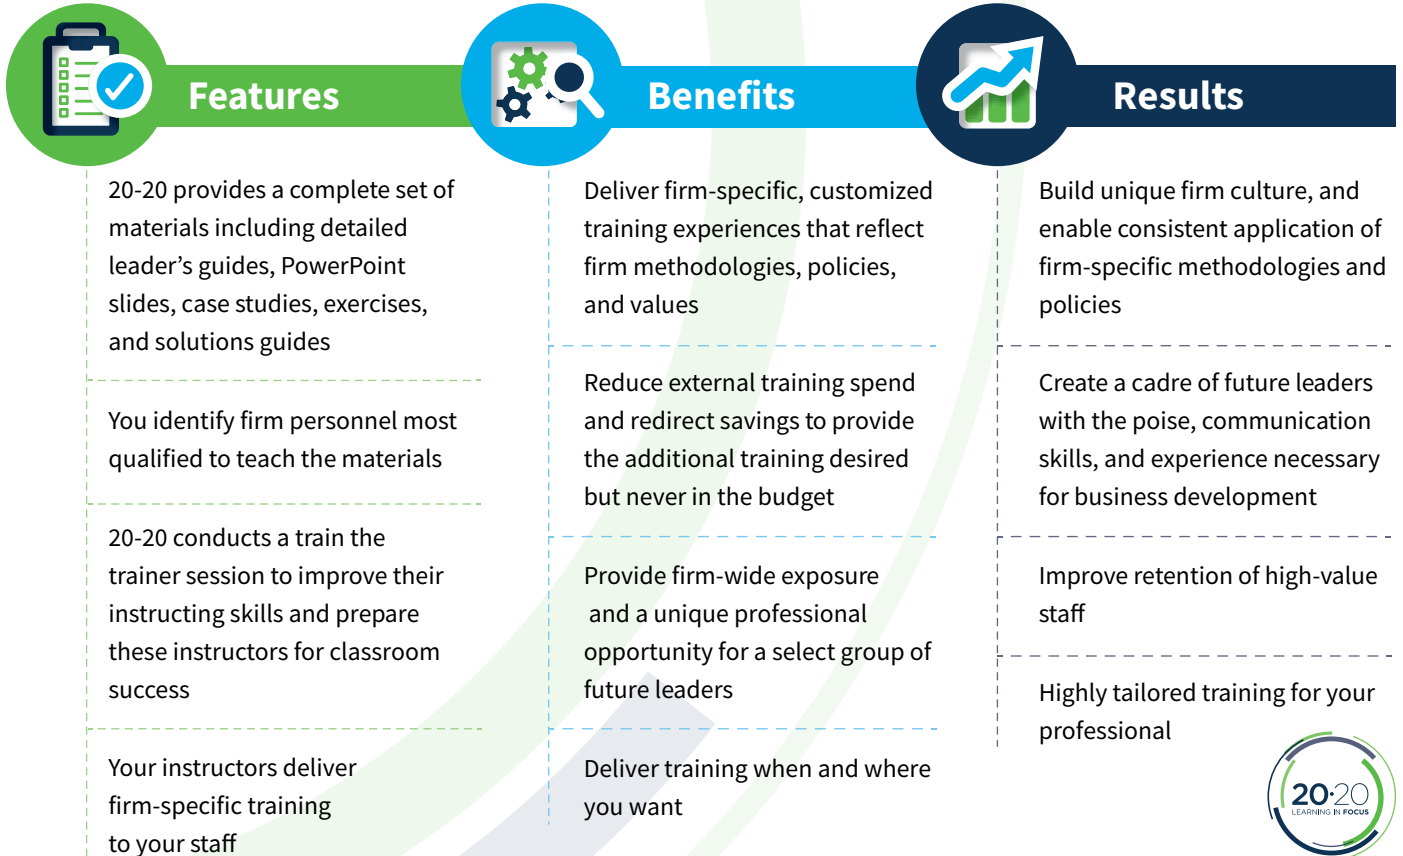 Features
20-20 provides a complete set of
materials including detailed
leader’s guides, PowerPoint
slides, case studies, exercises,
and solutions guides
You identify firm personnel most
qualified to teach the materials
20-20 conducts a train the
trainer session to improve their
instructing skills and prepare
these instructors for classroom
success
Your instructors deliver
firm-specific training
to your staff
Benefits
Deliver firm-specific, customized
training experiences that reflect
firm methodologies, policies,
and values
Reduce external training spend
and redirect savings to provide
the additional training desired
but never in the budget
Provide firm-wide exposure
and a unique professional
opportunity for a select group of
future leaders
Deliver training when and where
you want
Results
Build unique firm culture, and
enable consistent application of
firm-specific methodologies and
policies
Create a cadre of future leaders
with the poise, communication
skills, and experience necessary
for business development
Improve retention of high-value
staff
Highly tailored training for your
professional
20·20
LEARNING IN FOCUS